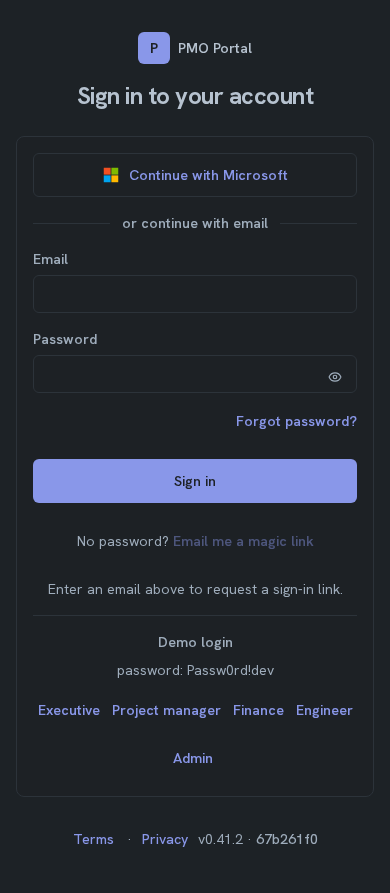 P PMO Portal
Sign in to your account
Continue with Microsoft
or continue with email
Email
Password
Forgot password?
Sign in
No password? Email me a magic link
Enter an email above to request a sign-in link.
Demo login
password: Passw0rd!dev
Executive Project manager Finance Engineer
Admin
Terms · Privacy v0.41.2 · 67b261f0